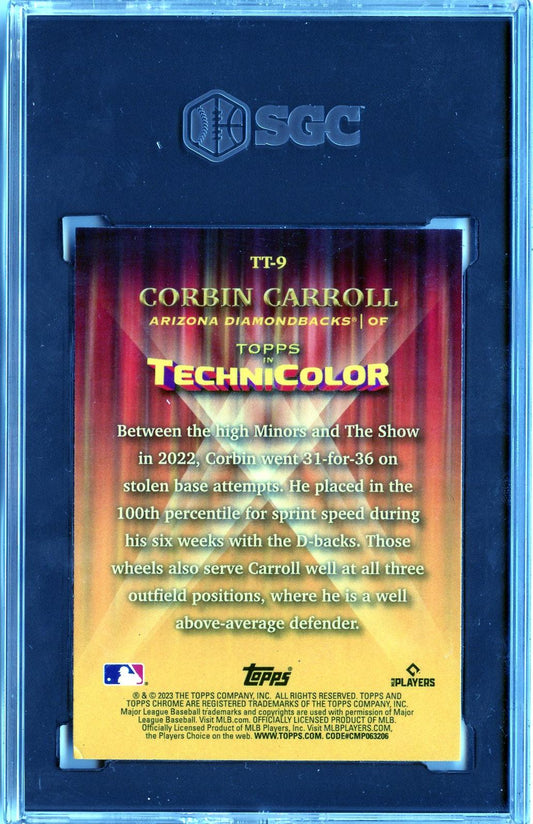 SGC
TT-9
CORBIN CARROLL
ARIZONA DIAMONDBACKS® | OF
TOPPS
IN
TECHNICOLOR
Between the high Minors and The Show
in 2022, Corbin went 31-for-36 on
stolen base attempts. He placed in the
100th percentile for sprint speed during
his six weeks with the D-backs. Those
wheels also serve Carroll well at all three
outfield positions, where he is a well
above-average defender.
topps
PLAYERS
® & © 2023 THE TOPPS COMPANY, INC. ALL RIGHTS RESERVED. TOPPS AND
TOPPS CHROME ARE REGISTERED TRADEMARKS OF THE TOPPS COMPANY, INC.
Major League Baseball trademarks and copyrights are used with permission of Major
League Baseball. Visit MLB.com. OFFICIALLY LICENSED PRODUCT OF MLB.
Officially Licensed Product of MLB Players, Inc. Visit MLBPLAYERS.COM,
the Players Choice on the web. WWW.TOPPS.COM. CODE#CMP063206